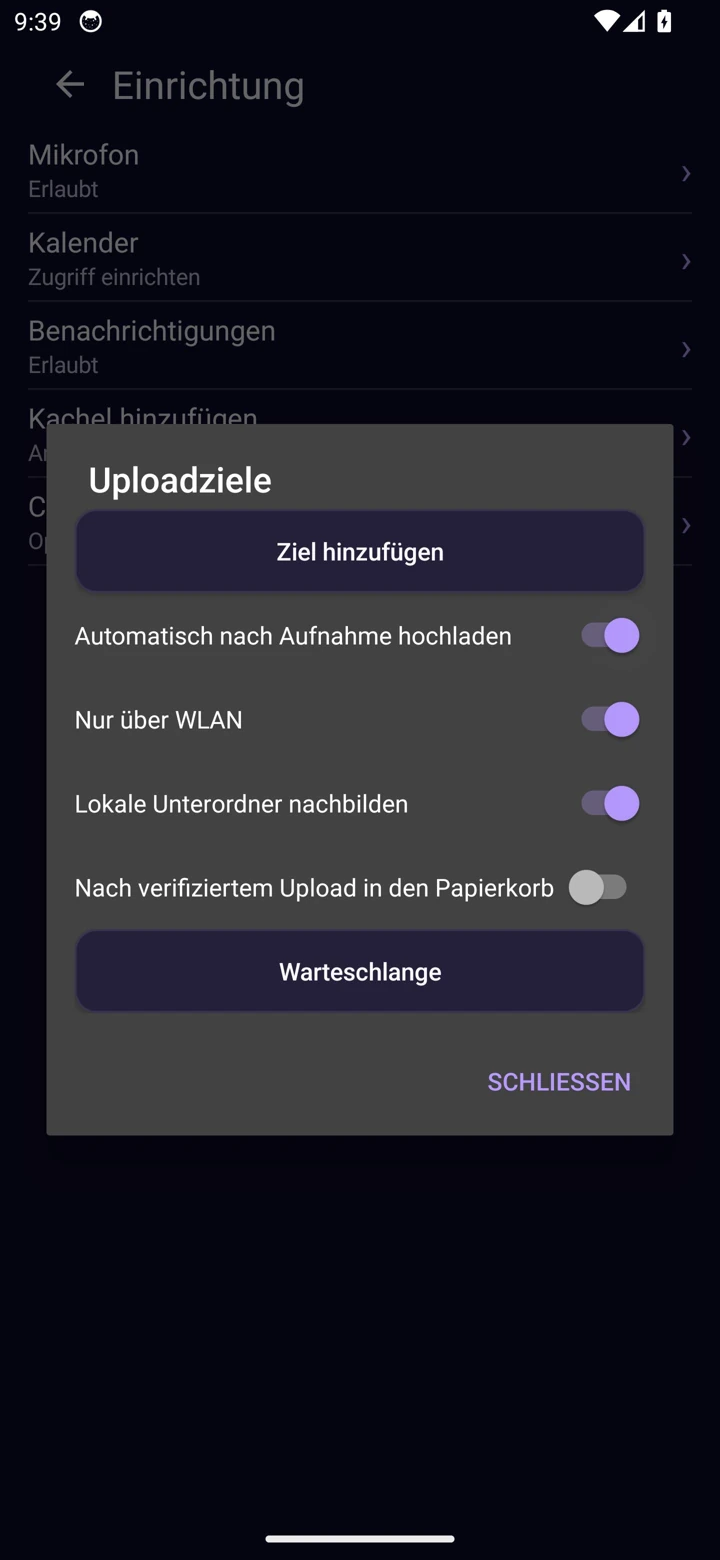 9:39
Einrichtung
Mikrofon
Erlaubt
Kalender
Zugriff einrichten
Benachrichtigungen
Erlaubt
Kachel hinzufügen
Uploadziele
Ziel hinzufügen
Automatisch nach Aufnahme hochladen
Nur über WLAN
Lokale Unterordner nachbilden
Nach verifiziertem Upload in den Papierkorb
Warteschlange
SCHLIESSEN